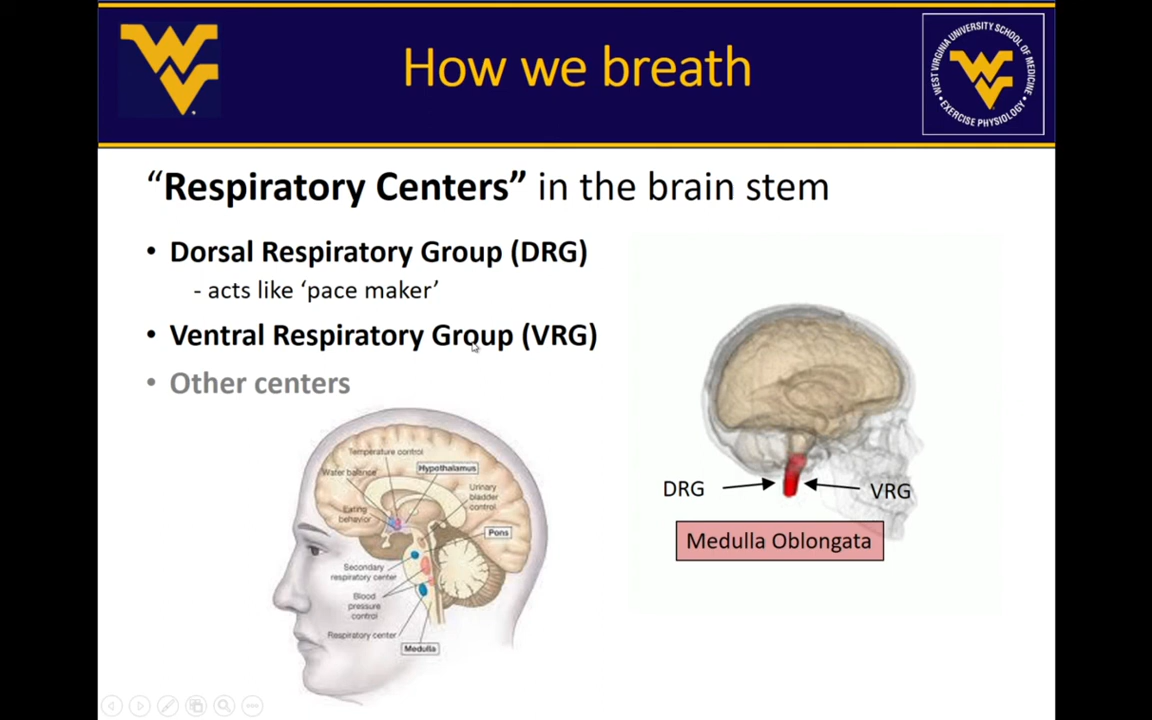 How we breath
WEST VIRGINIA UNIVERSITY SCHOOL OF MEDICINE
• EXERCISE PHYSIOLOGY •
“Respiratory Centers” in the brain stem
• Dorsal Respiratory Group (DRG)
- acts like ‘pace maker’
• Ventral Respiratory Group (VRG)
• Other centers
Temperature control
Water balance
Hypothalamus
Urinary
bladder
control
Eating
behavior
Pons
Secondary
respiratory center
Blood
pressure
control
Respiratory center
Medulla
DRG
VRG
Medulla Oblongata